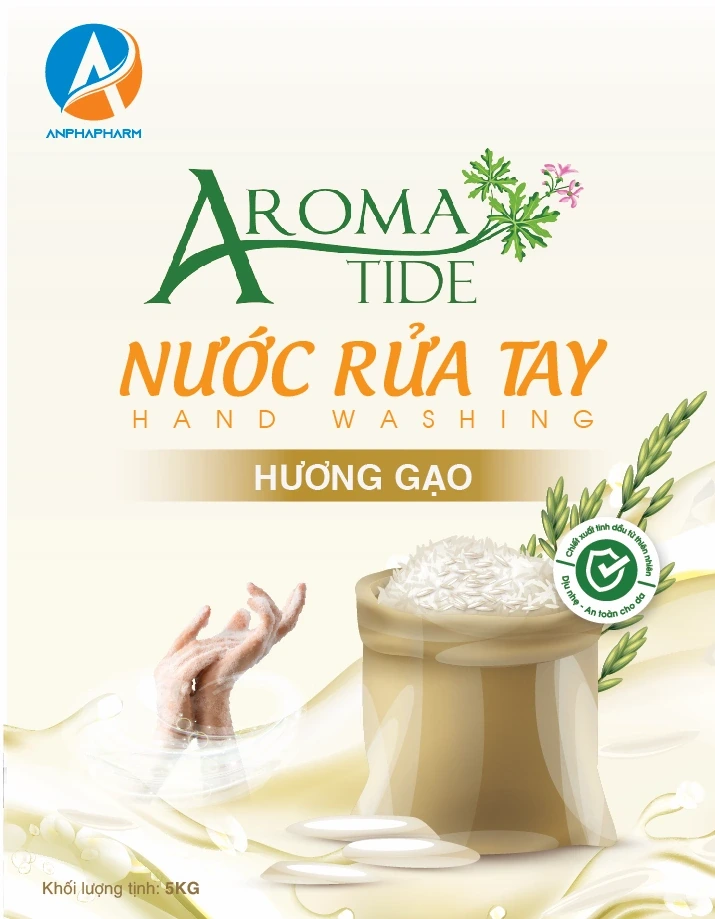 ANPHAPHARM
AROMA
TIDE
NƯỚC RỬA TAY
HAND WASHING
HƯƠNG GẠO
Chiết xuất tinh dầu từ thiên nhiên
Dịu nhẹ - An toàn cho da
Khối lượng tịnh: 5KG